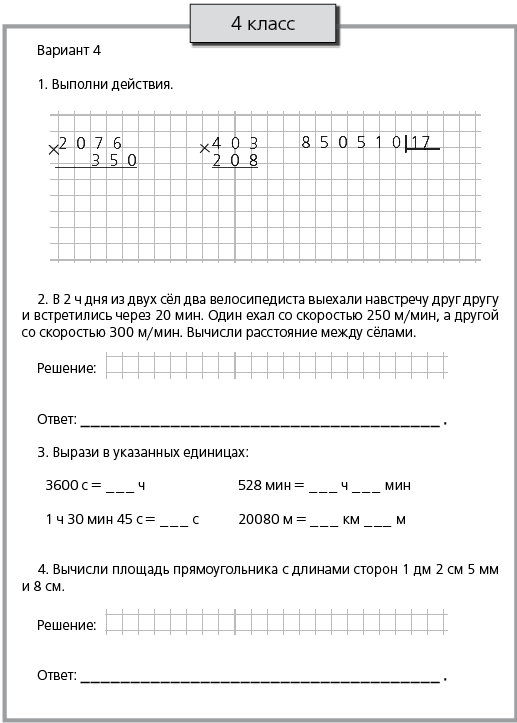 4 класс
Вариант 4
1. Выполни действия.
×2076 ×403 850510|17
350 208
2. В 2 ч дня из двух сёл два велосипедиста выехали навстречу друг другу
и встретились через 20 мин. Один ехал со скоростью 250 м/мин, а другой
со скоростью 300 м/мин. Вычисли расстояние между сёлами.
Решение:
Ответ: ______________________________________ .
3. Вырази в указанных единицах:
3600 с = ___ ч 528 мин = ___ ч ___ мин
1 ч 30 мин 45 с = ___ с 20080 м = ___ км ___ м
4. Вычисли площадь прямоугольника с длинами сторон 1 дм 2 см 5 мм
и 8 см.
Решение:
Ответ: ______________________________________ .